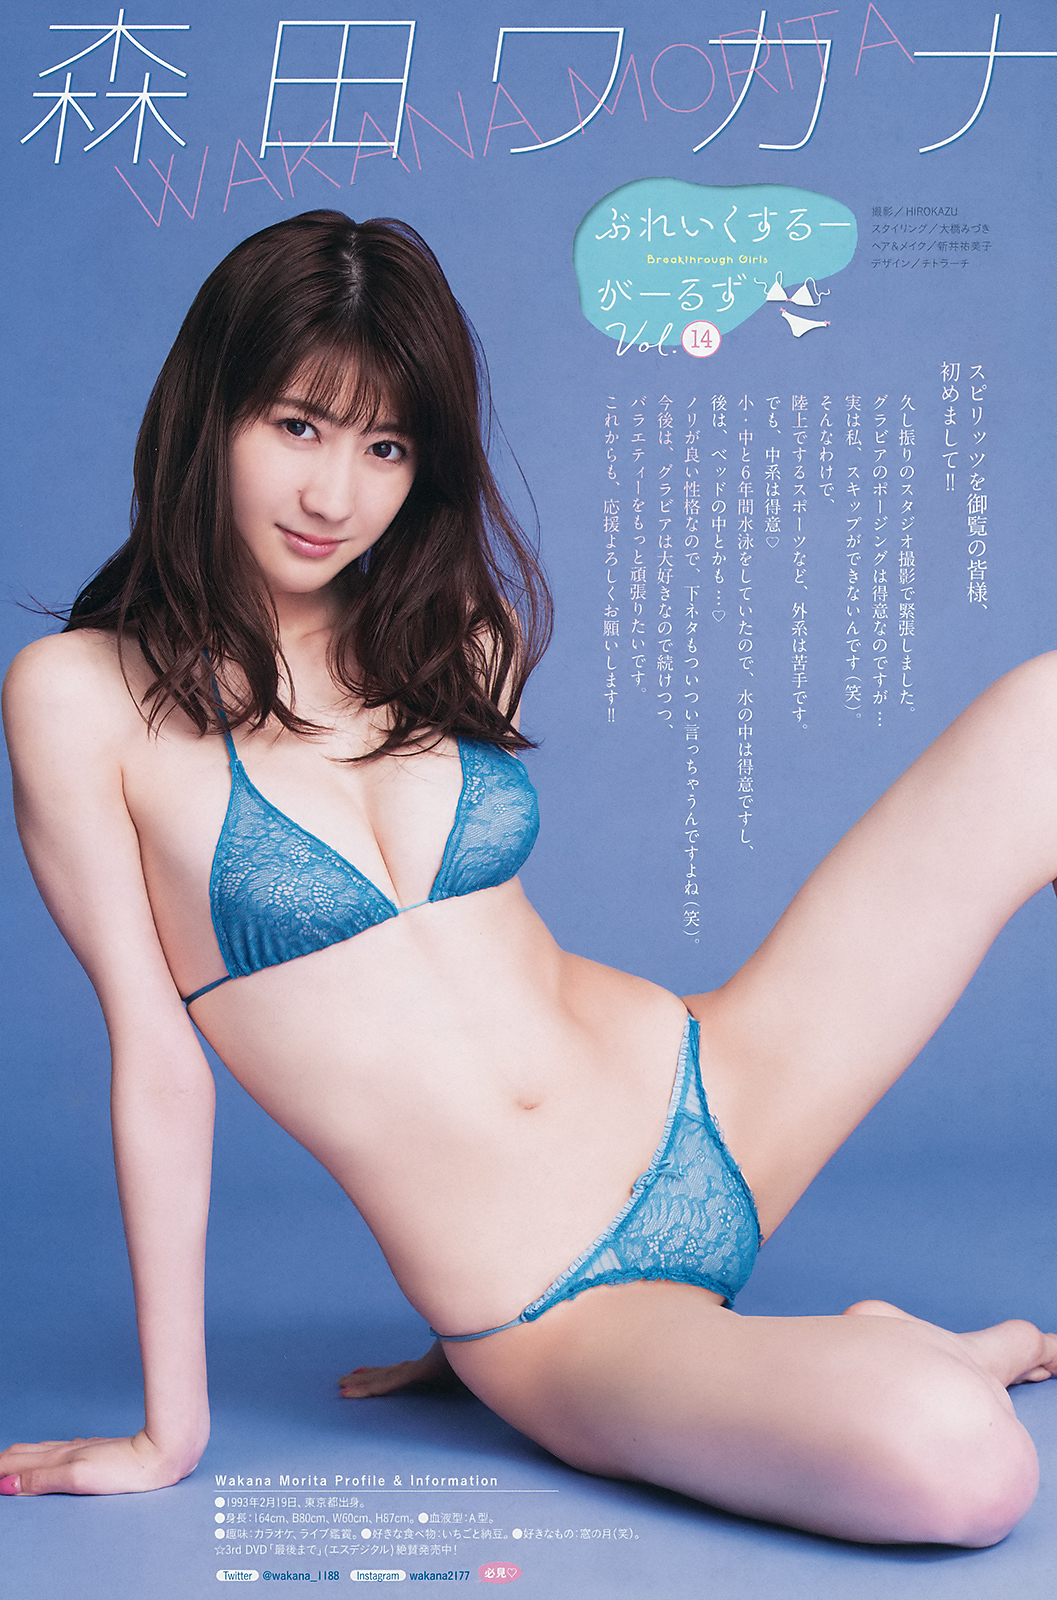 森田ワカナ
WAKANA MORITA
ぶれいくするー
Breakthrough Girls
がーるず
Vol. 14
撮影／HIROKAZU
スタイリング／大橋みづき
ヘア&メイク／新井祐美子
デザイン／チトラーチ
スピリッツを御覧の皆様、
初めまして!!
久し振りのスタジオ撮影で緊張しました。
グラビアのポージングは得意なのですが…
実は私、スキップができないんです（笑）。
そんなわけで、
陸上でするスポーツなど、外系は苦手です。
でも、中系は得意♡
小・中と6年間水泳をしていたので、水の中は得意ですし、
後は、ベッドの中とかも…♡
ノリが良い性格なので、下ネタもついつい言っちゃうんですよね（笑）。
今後は、グラビアは大好きなので続けつつ、
バラエティーをもっと頑張りたいです。
これからも、応援よろしくお願いします!!
Wakana Morita Profile & Information
●1993年2月19日、東京都出身。
●身長：164cm、B80cm、W60cm、H87cm。●血液型：A型。
●趣味：カラオケ、ライブ鑑賞。●好きな食べ物：いちごと納豆。●好きなもの：窓の月（笑）。
☆3rd DVD「最後まで」（エスデジタル）絶賛発売中！
Twitter @wakana_1188 Instagram wakana2177 必見♡